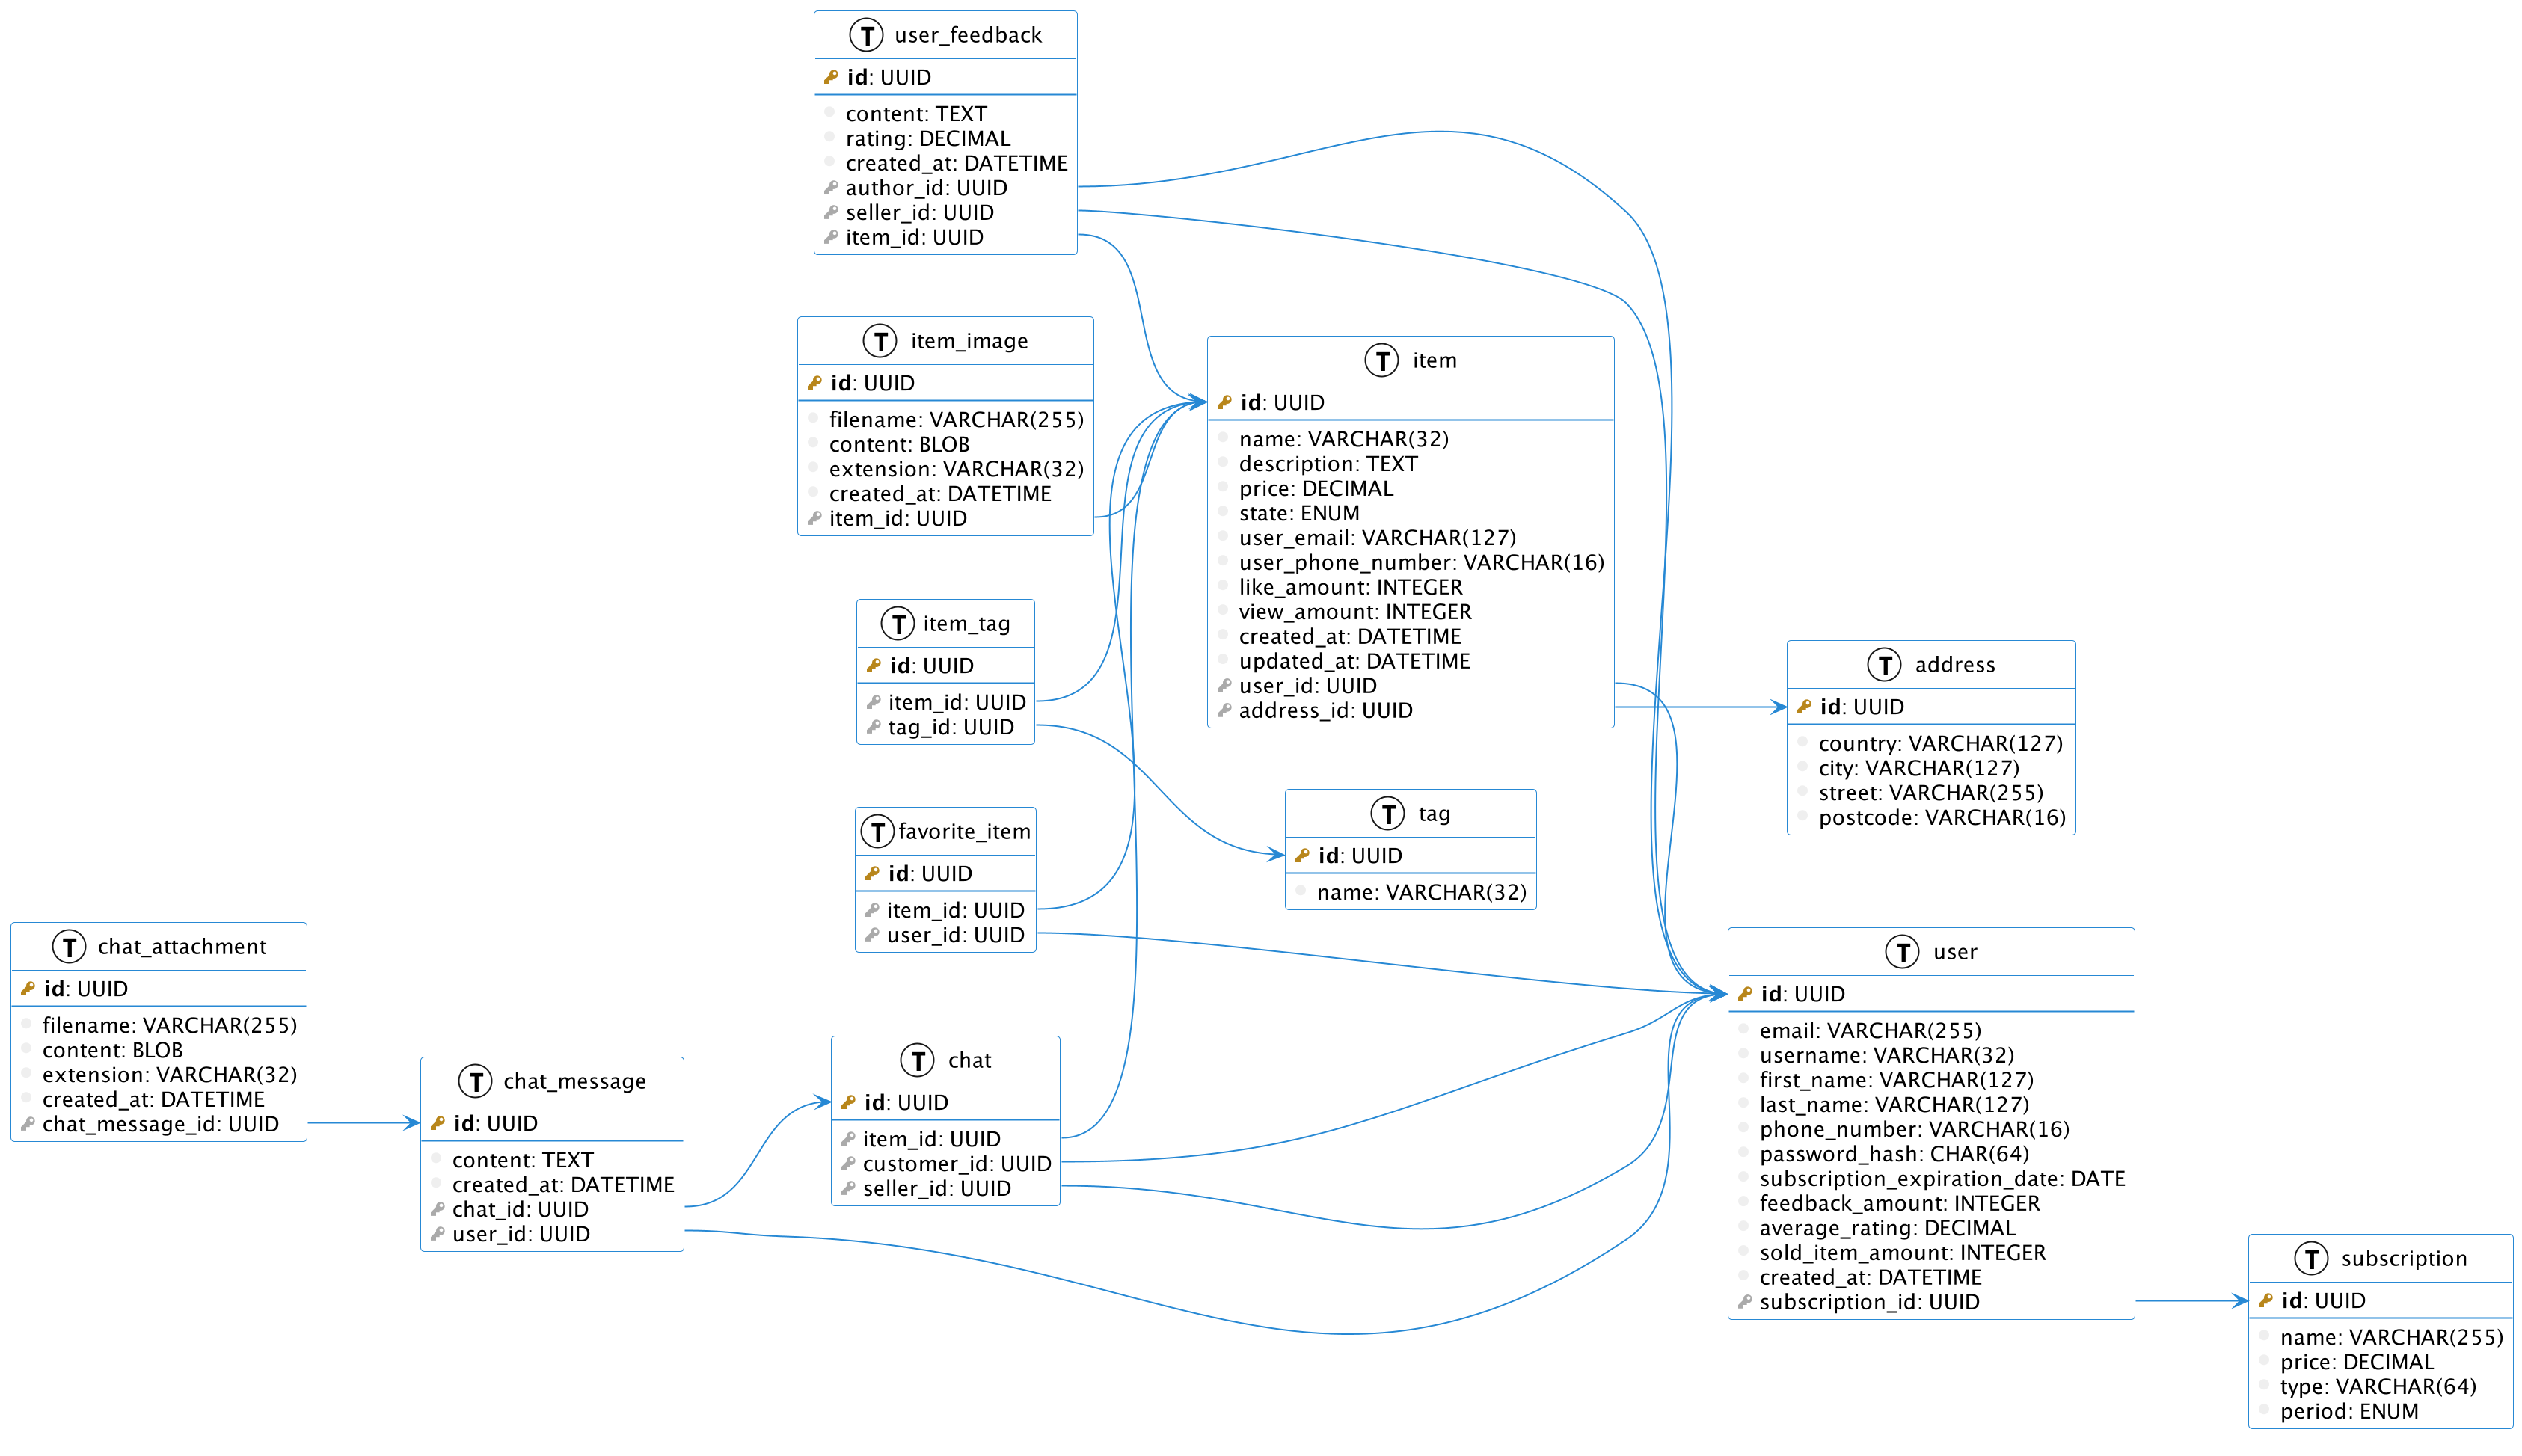 T user_feedback
id: UUID
content: TEXT
rating: DECIMAL
created_at: DATETIME
author_id: UUID
seller_id: UUID
item_id: UUID
T item_image
id: UUID
filename: VARCHAR(255)
content: BLOB
extension: VARCHAR(32)
created_at: DATETIME
item_id: UUID
T item
id: UUID
name: VARCHAR(32)
description: TEXT
price: DECIMAL
state: ENUM
user_email: VARCHAR(127)
user_phone_number: VARCHAR(16)
like_amount: INTEGER
view_amount: INTEGER
created_at: DATETIME
updated_at: DATETIME
user_id: UUID
address_id: UUID
T item_tag
id: UUID
item_id: UUID
tag_id: UUID
T address
id: UUID
country: VARCHAR(127)
city: VARCHAR(127)
street: VARCHAR(255)
postcode: VARCHAR(16)
T tag
id: UUID
name: VARCHAR(32)
T favorite_item
id: UUID
item_id: UUID
user_id: UUID
T chat_attachment
id: UUID
filename: VARCHAR(255)
content: BLOB
extension: VARCHAR(32)
created_at: DATETIME
chat_message_id: UUID
T chat_message
id: UUID
content: TEXT
created_at: DATETIME
chat_id: UUID
user_id: UUID
T chat
id: UUID
item_id: UUID
customer_id: UUID
seller_id: UUID
T user
id: UUID
email: VARCHAR(255)
username: VARCHAR(32)
first_name: VARCHAR(127)
last_name: VARCHAR(127)
phone_number: VARCHAR(16)
password_hash: CHAR(64)
subscription_expiration_date: DATE
feedback_amount: INTEGER
average_rating: DECIMAL
sold_item_amount: INTEGER
created_at: DATETIME
subscription_id: UUID
T subscription
id: UUID
name: VARCHAR(255)
price: DECIMAL
type: VARCHAR(64)
period: ENUM